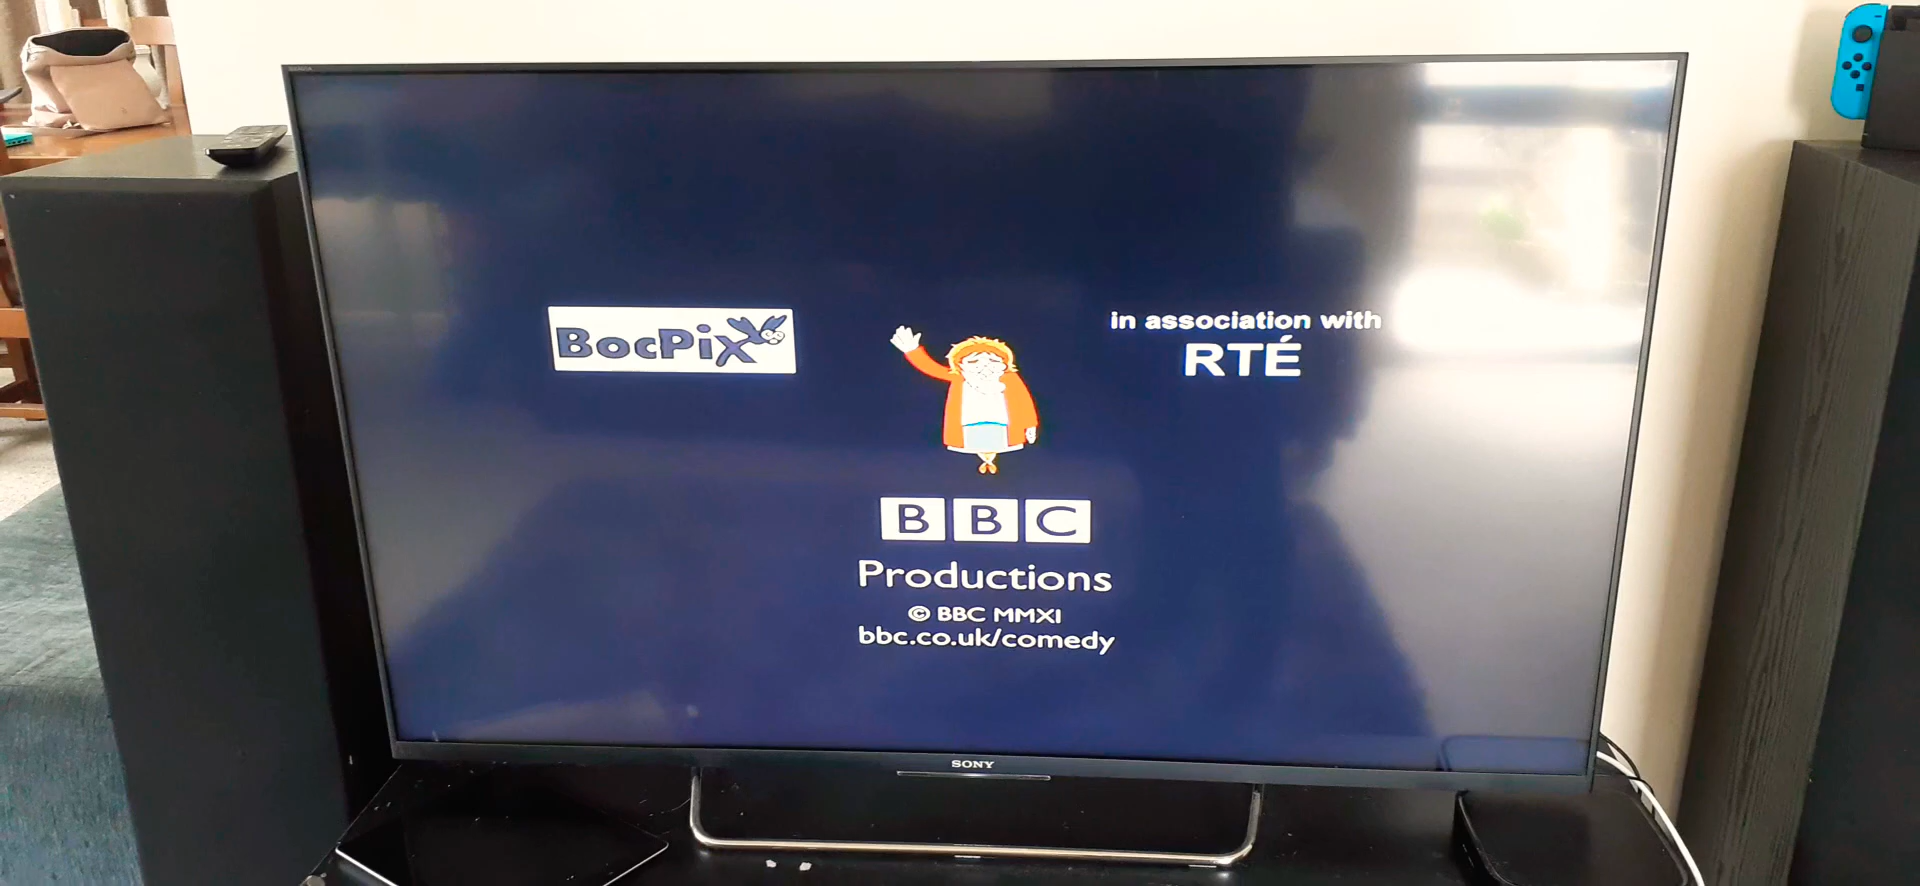 BocPix
in association with
RTÉ
BBC
Productions
© BBC MMXI
bbc.co.uk/comedy
SONY